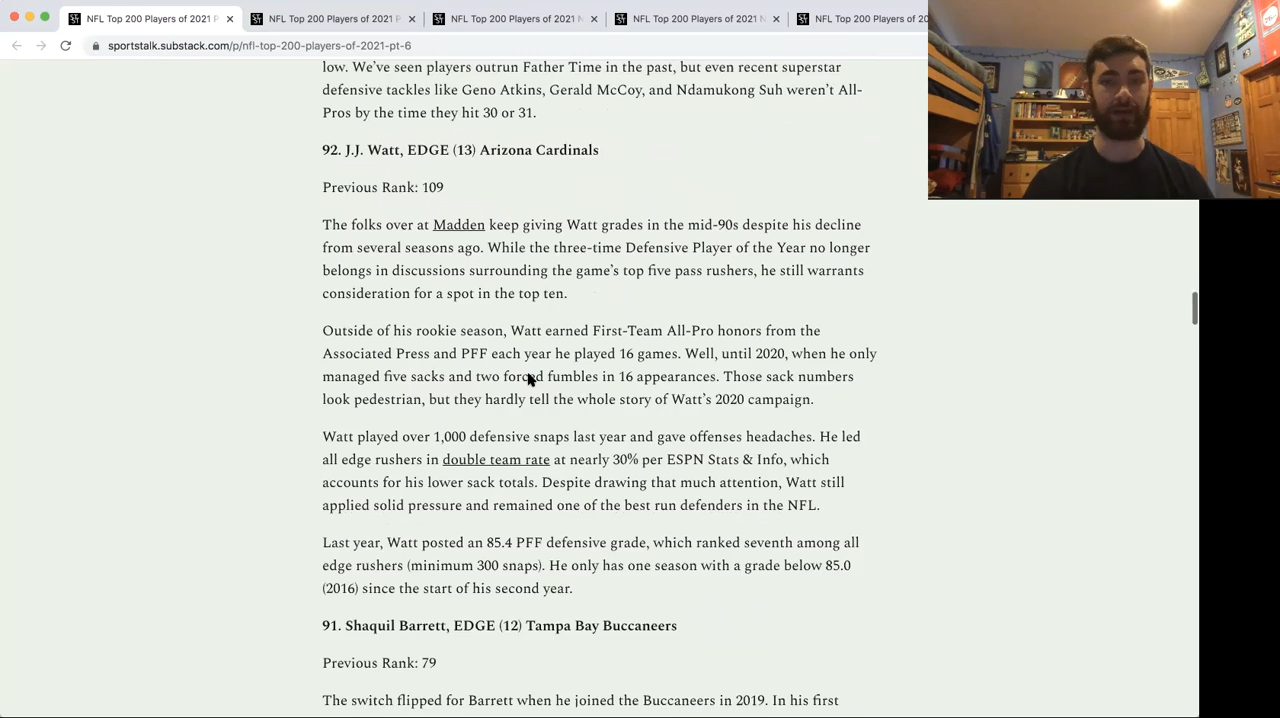 NFL Top 200 Players of 2021 P
NFL Top 200 Players of 2021 P
NFL Top 200 Players of 2021 N
NFL Top 200 Players of 2021 N
NFL Top 200 Players of 20
sportstalk.substack.com/p/nfl-top-200-players-of-2021-pt-6
low. We've seen players outrun Father Time in the past, but even recent superstar
defensive tackles like Geno Atkins, Gerald McCoy, and Ndamukong Suh weren't All-
Pros by the time they hit 30 or 31.
92. J.J. Watt, EDGE (13) Arizona Cardinals
Previous Rank: 109
The folks over at Madden keep giving Watt grades in the mid-90s despite his decline
from several seasons ago. While the three-time Defensive Player of the Year no longer
belongs in discussions surrounding the game's top five pass rushers, he still warrants
consideration for a spot in the top ten.
Outside of his rookie season, Watt earned First-Team All-Pro honors from the
Associated Press and PFF each year he played 16 games. Well, until 2020, when he only
managed five sacks and two forced fumbles in 16 appearances. Those sack numbers
look pedestrian, but they hardly tell the whole story of Watt's 2020 campaign.
Watt played over 1,000 defensive snaps last year and gave offenses headaches. He led
all edge rushers in double team rate at nearly 30% per ESPN Stats & Info, which
accounts for his lower sack totals. Despite drawing that much attention, Watt still
applied solid pressure and remained one of the best run defenders in the NFL.
Last year, Watt posted an 85.4 PFF defensive grade, which ranked seventh among all
edge rushers (minimum 300 snaps). He only has one season with a grade below 85.0
(2016) since the start of his second year.
91. Shaquil Barrett, EDGE (12) Tampa Bay Buccaneers
Previous Rank: 79
The switch flipped for Barrett when he joined the Buccaneers in 2019. In his first